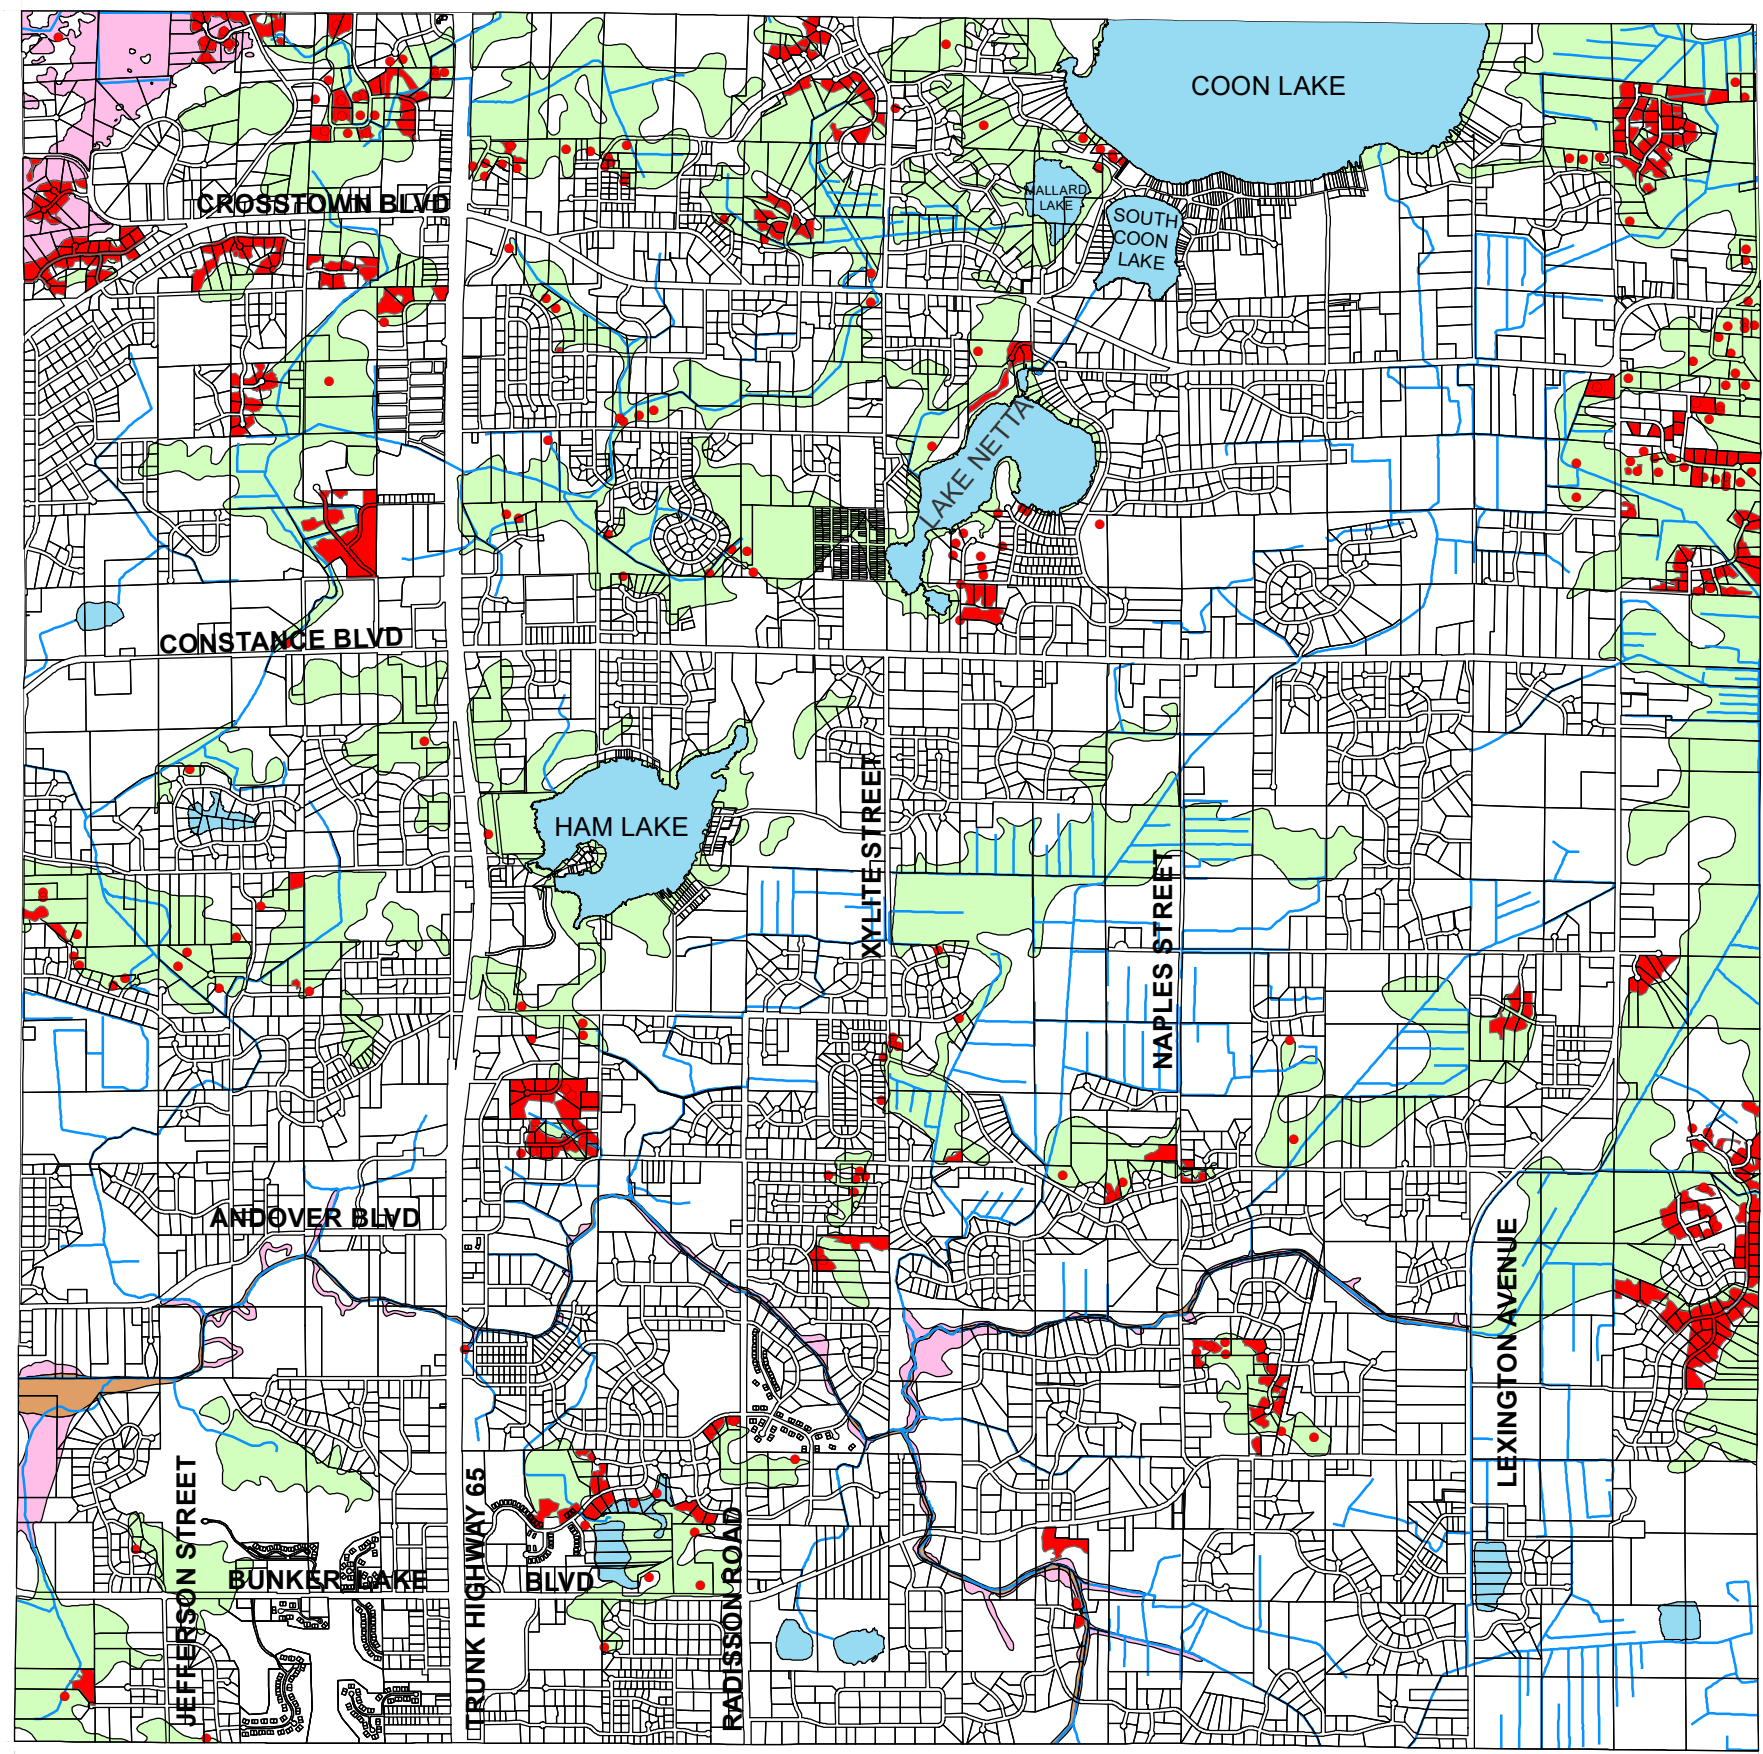 COON LAKE
MALLARD
LAKE
CROSSTOWN BLVD
SOUTH
COON
LAKE
LAKE NETTA
CONSTANCE BLVD
HAM LAKE
XYLITE STREET
NAPLES STREET
ANDOVER BLVD
LEXINGTON AVENUE
JEFFERSON STREET
TRUNK HIGHWAY 65
RADISSON ROAD
BUNKER LAKE
BLVD